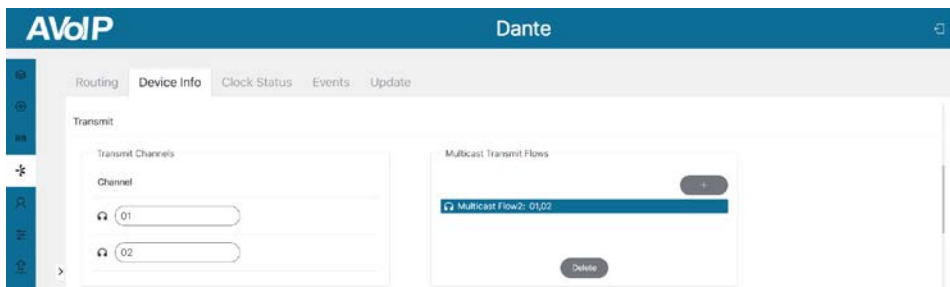 AVoIP
Dante
Routing Device Info Clock Status Events Update
Transmit
Transmit Channels
Channel
01
02
Multicast Transmit Flows
+
Multicast Flow2: 01,02
Delete